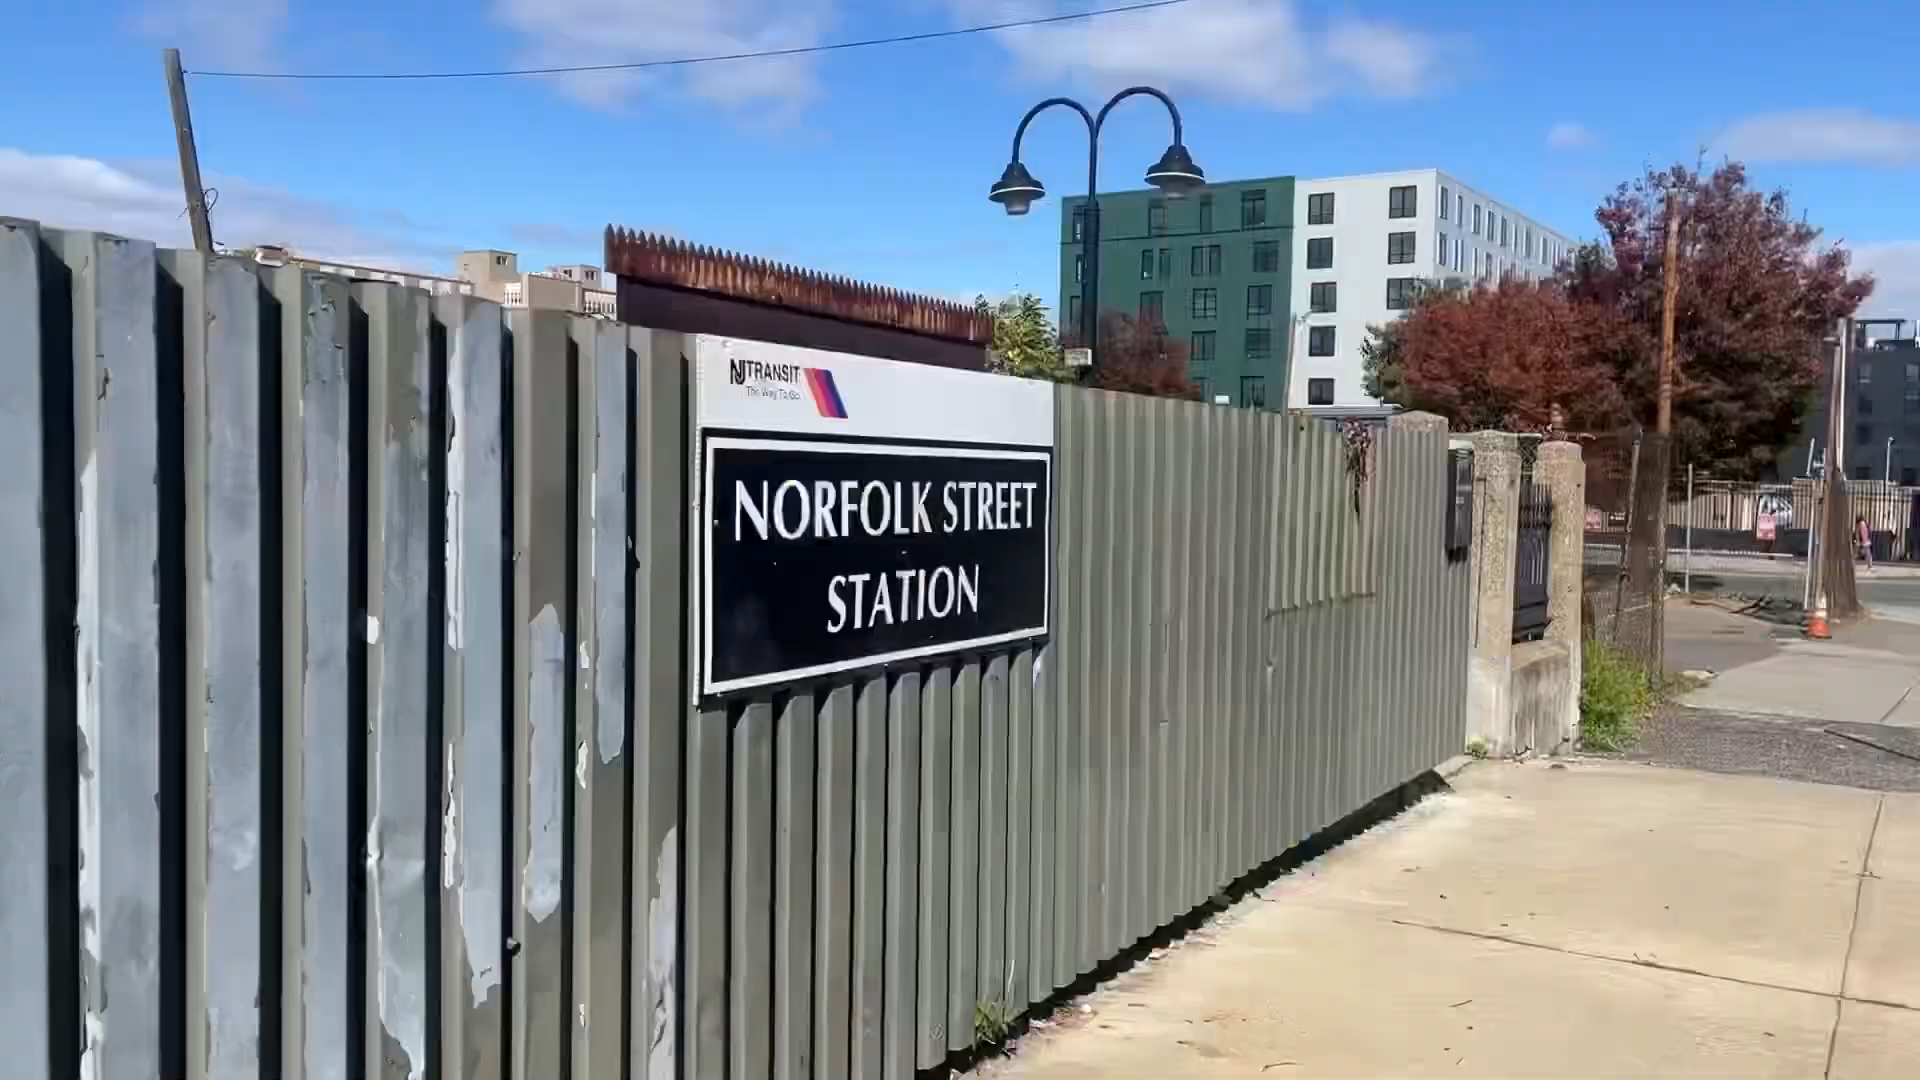 NJTRANSIT
The Way To Go.
NORFOLK STREET
STATION